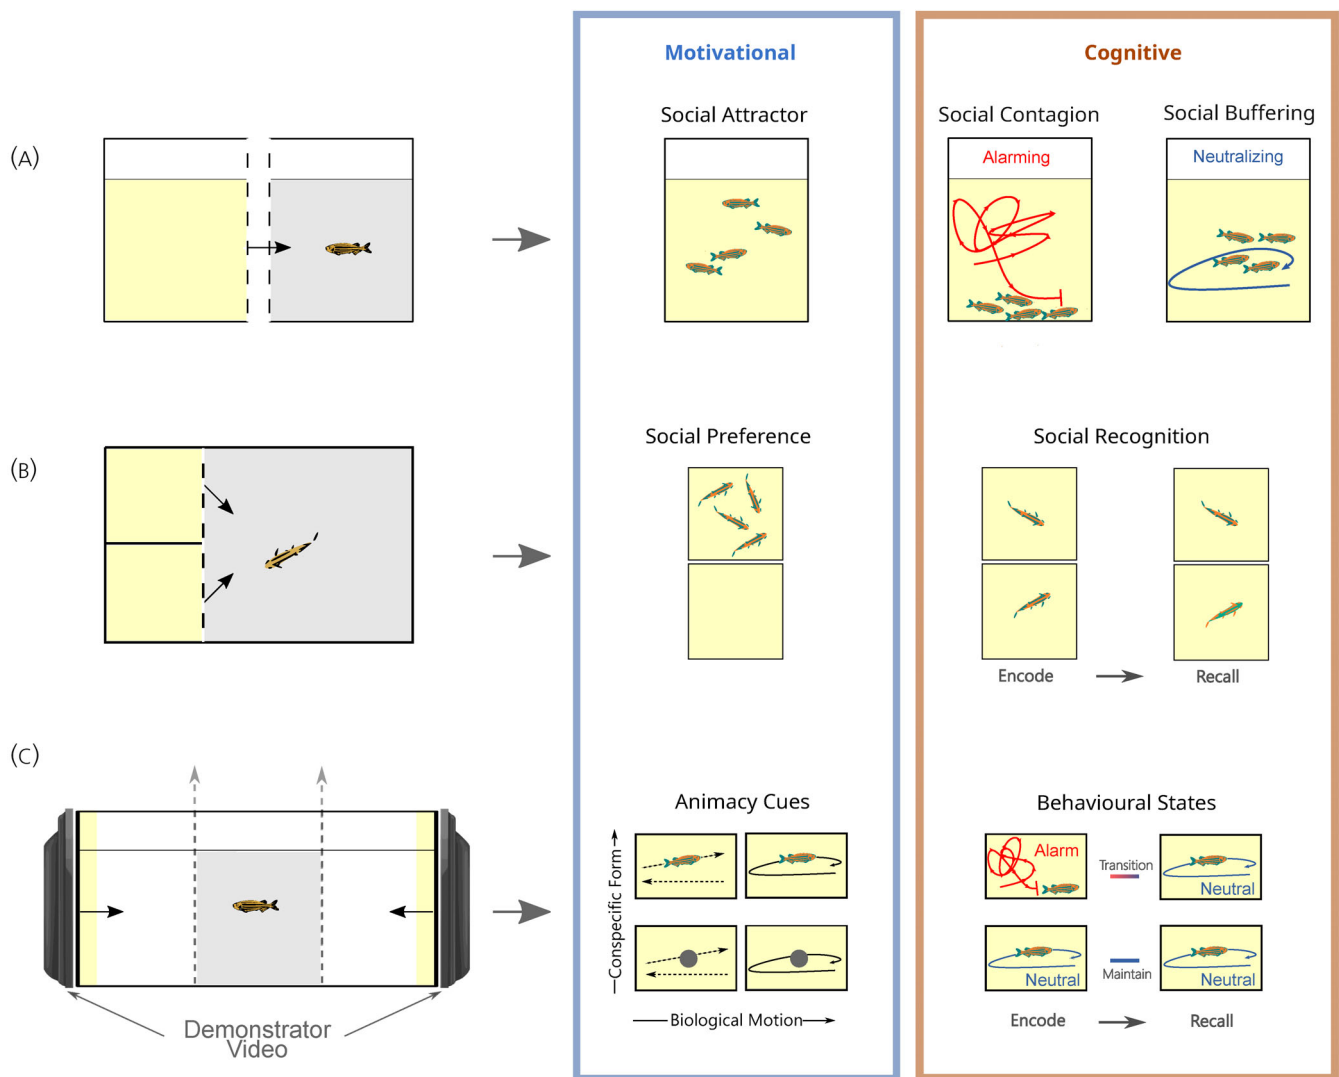 Motivational
Cognitive
(A)
Social Attractor
Social Contagion
Social Buffering
Alarming
Neutralizing
(B)
Social Preference
Social Recognition
Encode
Recall
(C)
Animacy Cues
Behavioural States
Conspecific Form
Alarm
Transition
Neutral
Neutral
Maintain
Neutral
Biological Motion
Encode
Recall
Demonstrator
Video